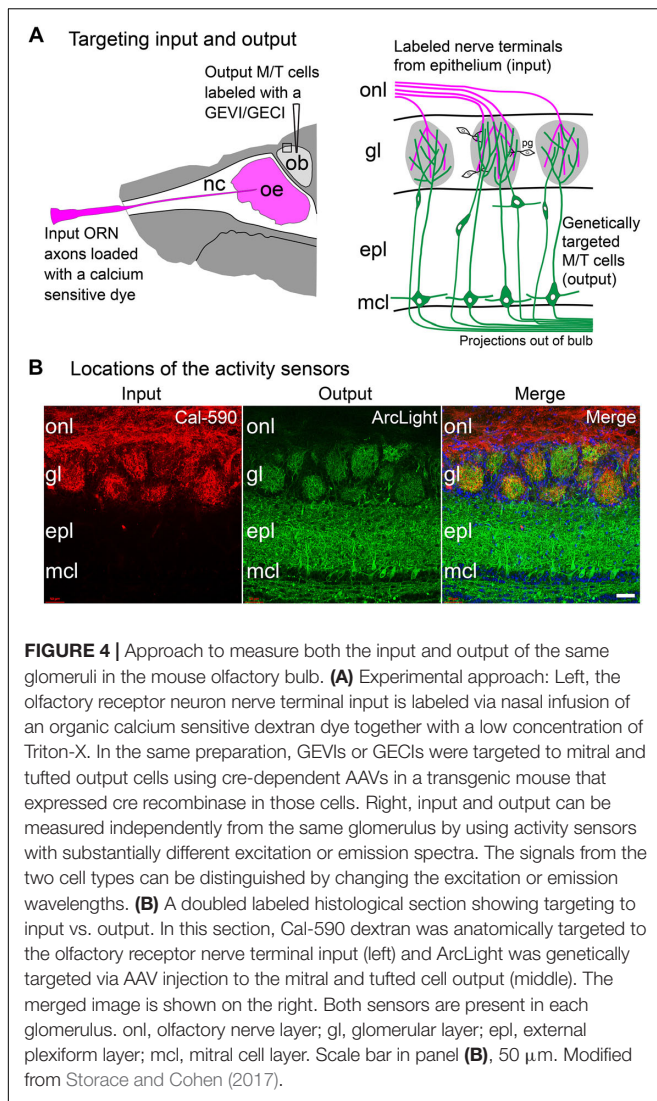 A Targeting input and output
Output M/T cells
labeled with a
GEVI/GECI
ob
nc
oe
Input ORN
axons loaded
with a calcium
sensitive dye
Labeled nerve terminals
from epithelium (input)
onl
gl
pg
epl
Genetically
targeted
M/T cells
(output)
mcl
Projections out of bulb
B Locations of the activity sensors
Input Output Merge
Cal-590 ArcLight Merge
onl onl onl
gl gl gl
epl epl epl
mcl mcl mcl
FIGURE 4 | Approach to measure both the input and output of the same
glomeruli in the mouse olfactory bulb. (A) Experimental approach: Left, the
olfactory receptor neuron nerve terminal input is labeled via nasal infusion of
an organic calcium sensitive dextran dye together with a low concentration of
Triton-X. In the same preparation, GEVIs or GECIs were targeted to mitral and
tufted output cells using cre-dependent AAVs in a transgenic mouse that
expressed cre recombinase in those cells. Right, input and output can be
measured independently from the same glomerulus by using activity sensors
with substantially different excitation or emission spectra. The signals from the
two cell types can be distinguished by changing the excitation or emission
wavelengths. (B) A doubled labeled histological section showing targeting to
input vs. output. In this section, Cal-590 dextran was anatomically targeted to
the olfactory receptor nerve terminal input (left) and ArcLight was genetically
targeted via AAV injection to the mitral and tufted cell output (middle). The
merged image is shown on the right. Both sensors are present in each
glomerulus. onl, olfactory nerve layer; gl, glomerular layer; epl, external
plexiform layer; mcl, mitral cell layer. Scale bar in panel (B), 50 μm. Modified
from Storace and Cohen (2017).